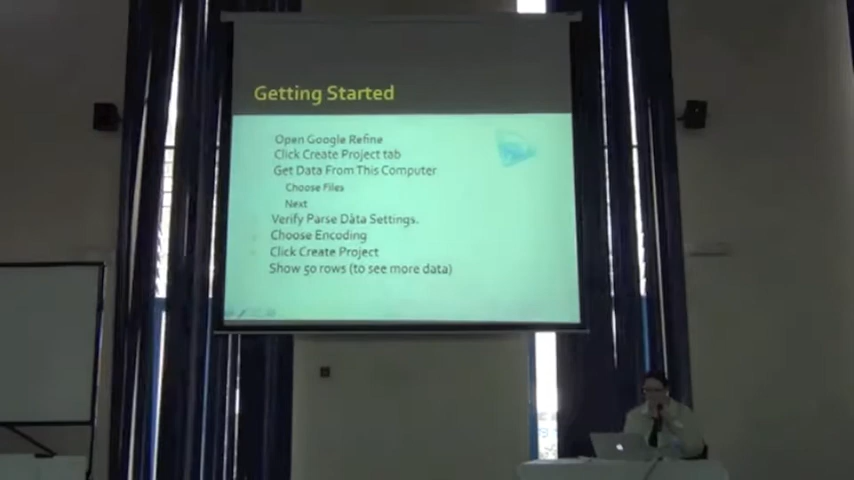 Getting Started
Open Google Refine
Click Create Project tab
Get Data From This Computer
Choose Files
Next
Verify Parse Data Settings.
Choose Encoding
Click Create Project
Show 50 rows (to see more data)